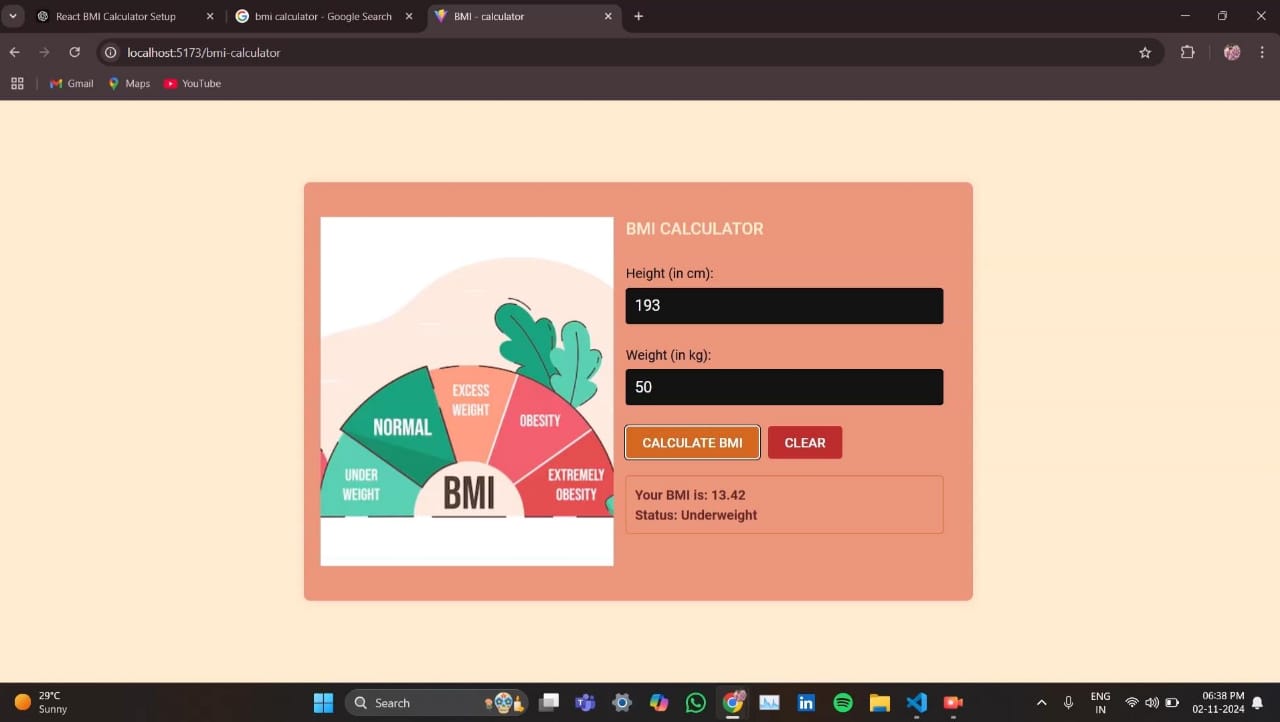 React BMI Calculator Setup
bmi calculator - Google Search
BMI - calculator
localhost:5173/bmi-calculator
Gmail
Maps
YouTube
BMI CALCULATOR
Height (in cm):
193
Weight (in kg):
50
CALCULATE BMI
CLEAR
Your BMI is: 13.42
Status: Underweight
UNDER
WEIGHT
NORMAL
EXCESS
WEIGHT
OBESITY
EXTREMELY
OBESITY
BMI
29°C
Sunny
Search
ENG
IN
06:38 PM
02-11-2024